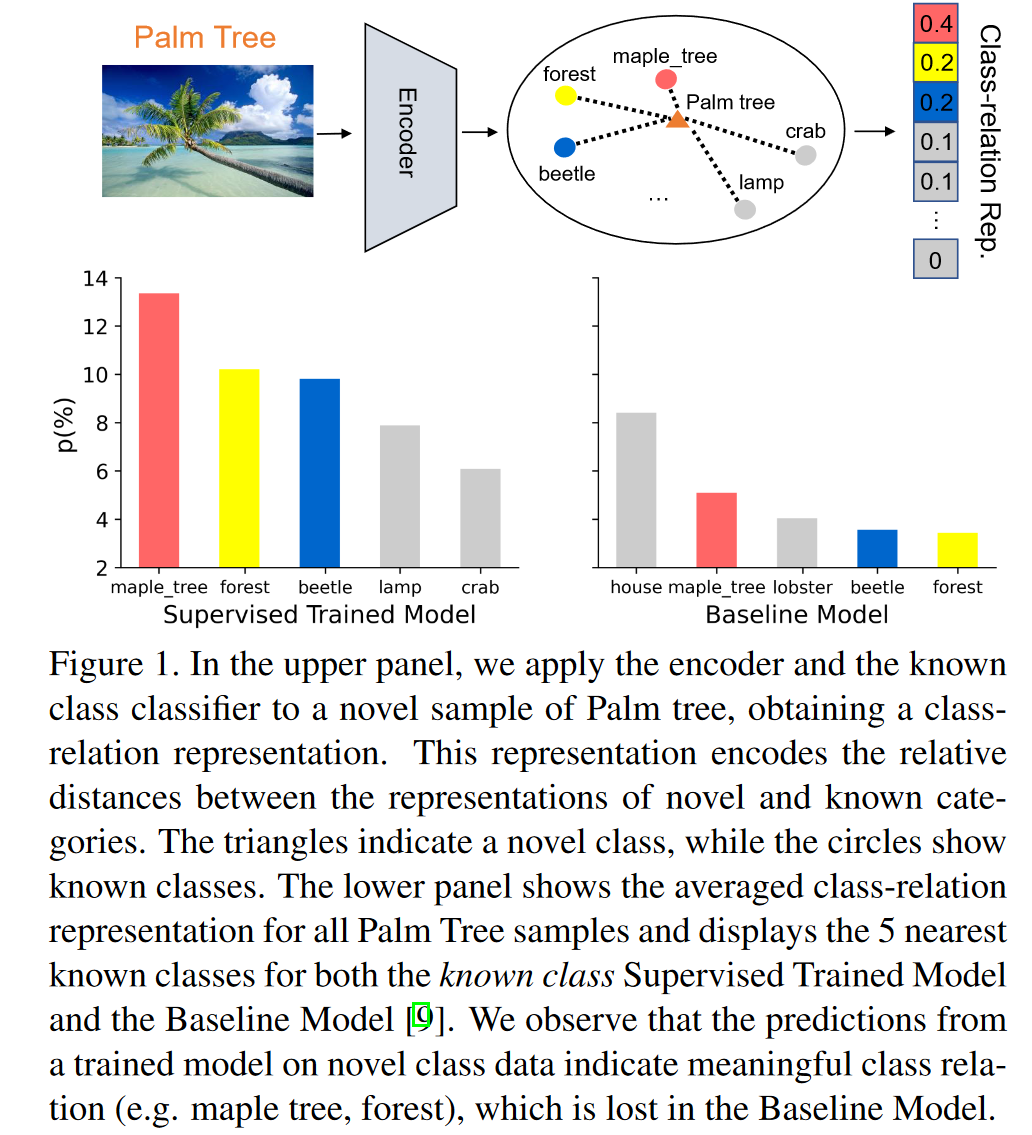 Palm Tree
Encoder
maple_tree
forest
Palm tree
crab
beetle
lamp
...
0.4
0.2
0.2
0.1
0.1
...
0
Class-relation Rep.
14
12
10
8
6
4
2
p(%)
maple_tree forest beetle lamp crab
Supervised Trained Model
house maple_tree lobster beetle forest
Baseline Model
Figure 1. In the upper panel, we apply the encoder and the known
class classifier to a novel sample of Palm tree, obtaining a class-
relation representation. This representation encodes the relative
distances between the representations of novel and known cate-
gories. The triangles indicate a novel class, while the circles show
known classes. The lower panel shows the averaged class-relation
representation for all Palm Tree samples and displays the 5 nearest
known classes for both the known class Supervised Trained Model
and the Baseline Model [9]. We observe that the predictions from
a trained model on novel class data indicate meaningful class rela-
tion (e.g. maple tree, forest), which is lost in the Baseline Model.